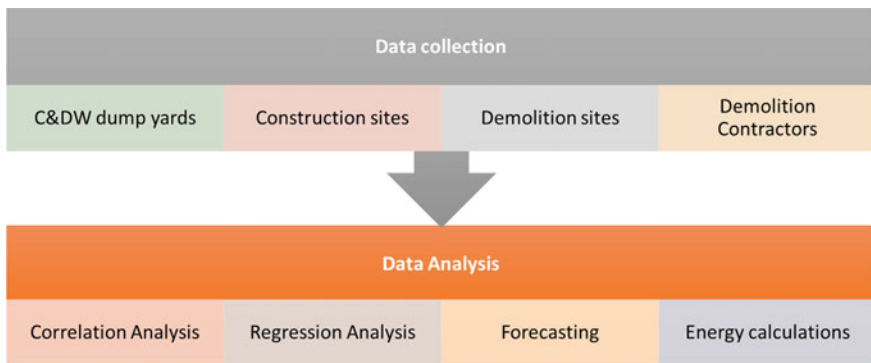 Data collection
C&DW dump yards
Construction sites
Demolition sites
Demolition
Contractors
Data Analysis
Correlation Analysis
Regression Analysis
Forecasting
Energy calculations